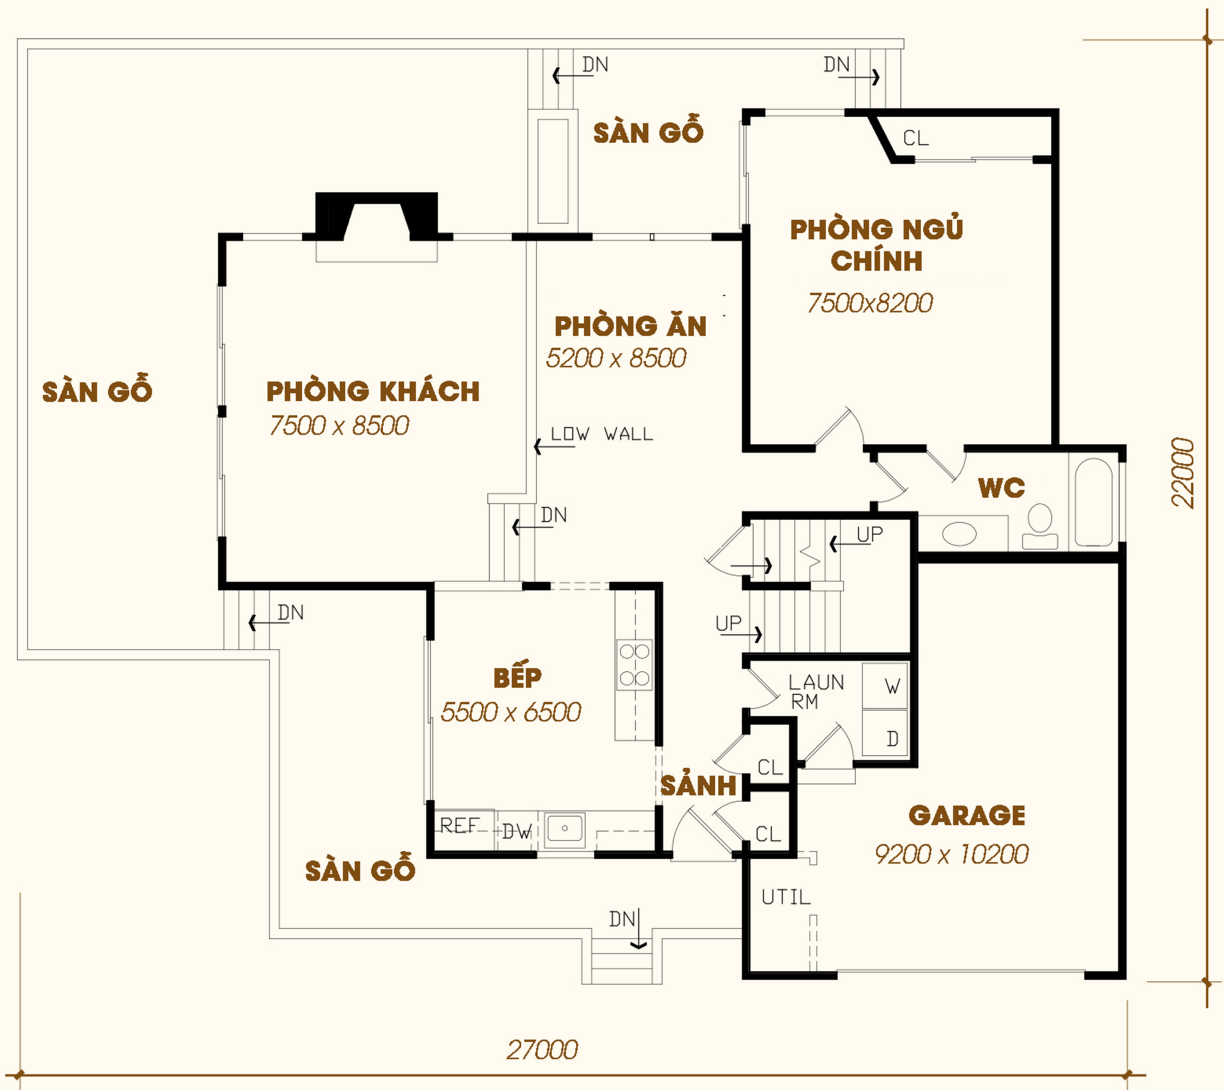 DN
DN
SÀN GỖ
CL
PHÒNG NGỦ
CHÍNH
7500x8200
PHÒNG ĂN
5200 x 8500
SÀN GỖ
PHÒNG KHÁCH
7500 x 8500
LOW WALL
22000
WC
DN
UP
DN
UP
BẾP
5500 x 6500
LAUN
RM
W
D
CL
SẢNH
GARAGE
9200 x 10200
REF
DW
CL
SÀN GỖ
UTIL
DN
27000